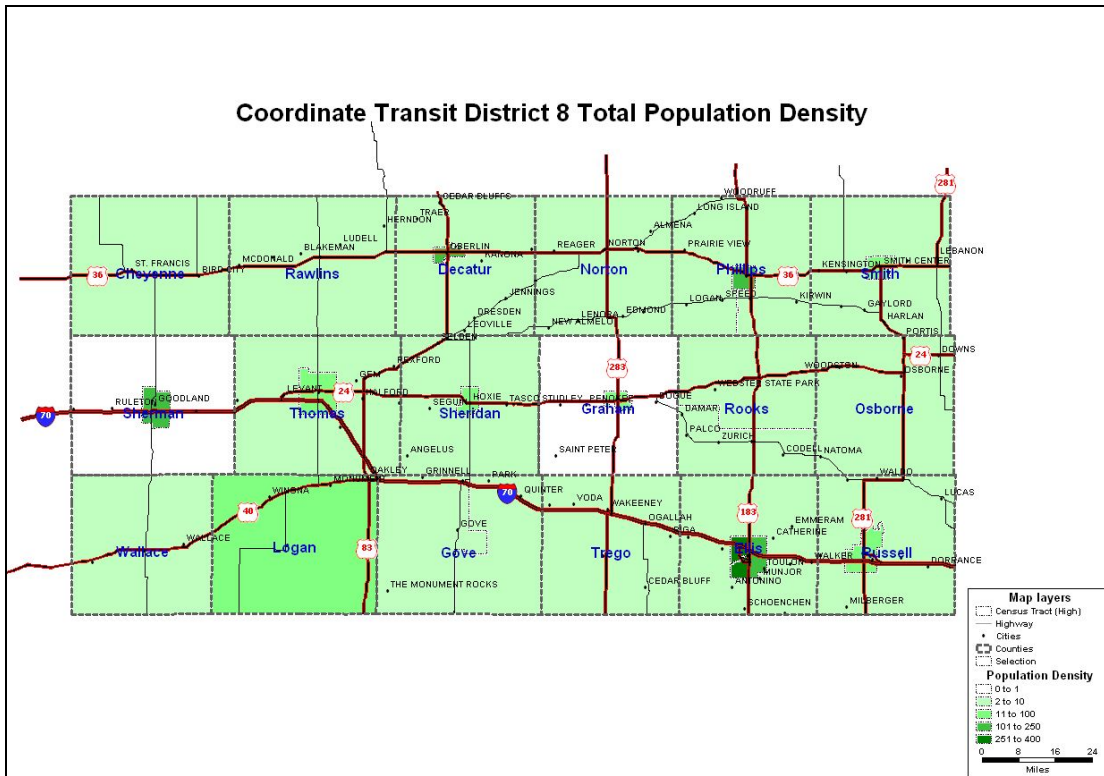 Coordinate Transit District 8 Total Population Density
281
CEDAR BLUFFS
WOODRUFF
TRAER
LONG ISLAND
HERNDON
ALMENA
LUDELL
BLAKEMAN
OBERLIN
REAGER
NORTON
PRAIRIE VIEW
LEBANON
ST. FRANCIS
MCDONALD
KANONA
KENSINGTON
SMITH CENTER
36
Cheyenne
BIRD CITY
Rawlins
Decatur
Norton
Phillips
36
Smith
JENNINGS
LOGAN
SPEED
KIRWIN
GAYLORD
DRESDEN
LENORA
EDMOND
HARLAN
LEOVILLE
NEW ALMELO
SELDEN
PORTIS
REXFORD
283
24
DOWNS
GEM
WOODSTON
OSBORNE
LEVANT
24
HALFORD
HOXIE
WEBSTER STATE PARK
RULETON
GOODLAND
SEGUIN
TASCO
STUDLEY
PENOKEE
BOGUE
70
Sherman
Thomas
Sheridan
Graham
DAMAR
Rooks
Osborne
PALCO
ZURICH
ANGELUS
SAINT PETER
CODELL
NATOMA
OAKLEY
GRINNELL
WALDO
MONUMENT
PARK
WINONA
70
QUINTER
LUCAS
40
VODA
WAKEENEY
183
281
OGALLAH
EMMERAM
GOVE
RIGA
CATHERINE
WALLACE
Wallace
Logan
83
Gove
Trego
Ellis
WALKER
Russell
TOULON
DORRANCE
MUNJOR
THE MONUMENT ROCKS
CEDAR BLUFF
ANTONINO
SCHOENCHEN
MILBERGER
Map layers
Census Tract (High)
Highway
Cities
Counties
Selection
Population Density
0 to 1
2 to 10
11 to 100
101 to 250
251 to 400
0 8 16 24
Miles